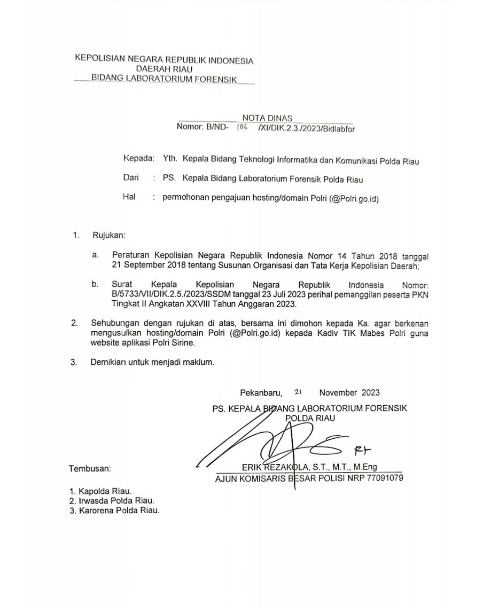 KEPOLISIAN NEGARA REPUBLIK INDONESIA
DAERAH RIAU
BIDANG LABORATORIUM FORENSIK
NOTA DINAS
Nomor: B/ND- 186 /XI/DIK.2.3./2023/Bidlabfor
Kepada: Yth. Kepala Bidang Teknologi Informatika dan Komunikasi Polda Riau
Dari : PS. Kepala Bidang Laboratorium Forensik Polda Riau
Hal : permohonan pengajuan hosting/domain Polri (@Polri.go.id)
1. Rujukan:
a. Peraturan Kepolisian Negara Republik Indonesia Nomor 14 Tahun 2018 tanggal
21 September 2018 tentang Susunan Organisasi dan Tata Kerja Kepolisian Daerah;
b. Surat Kepala Kepolisian Negara Republik Indonesia Nomor:
B/5733/VII/DIK.2.5./2023/SSDM tanggal 23 Juli 2023 perihal pemanggilan peserta PKN
Tingkat II Angkatan XXVIII Tahun Anggaran 2023.
2. Sehubungan dengan rujukan di atas, bersama ini dimohon kepada Ka. agar berkenan
mengusulkan hosting/domain Polri (@Polri.go.id) kepada Kadiv TIK Mabes Polri guna
website aplikasi Polri Sirine.
3. Demikian untuk menjadi maklum.
Pekanbaru, 21 November 2023
PS. KEPALA BIDANG LABORATORIUM FORENSIK
POLDA RIAU
ERIK REZAKOLA, S.T., M.T., M.Eng
AJUN KOMISARIS BESAR POLISI NRP 77091079
Tembusan:
1. Kapolda Riau.
2. Irwasda Polda Riau.
3. Karorena Polda Riau.